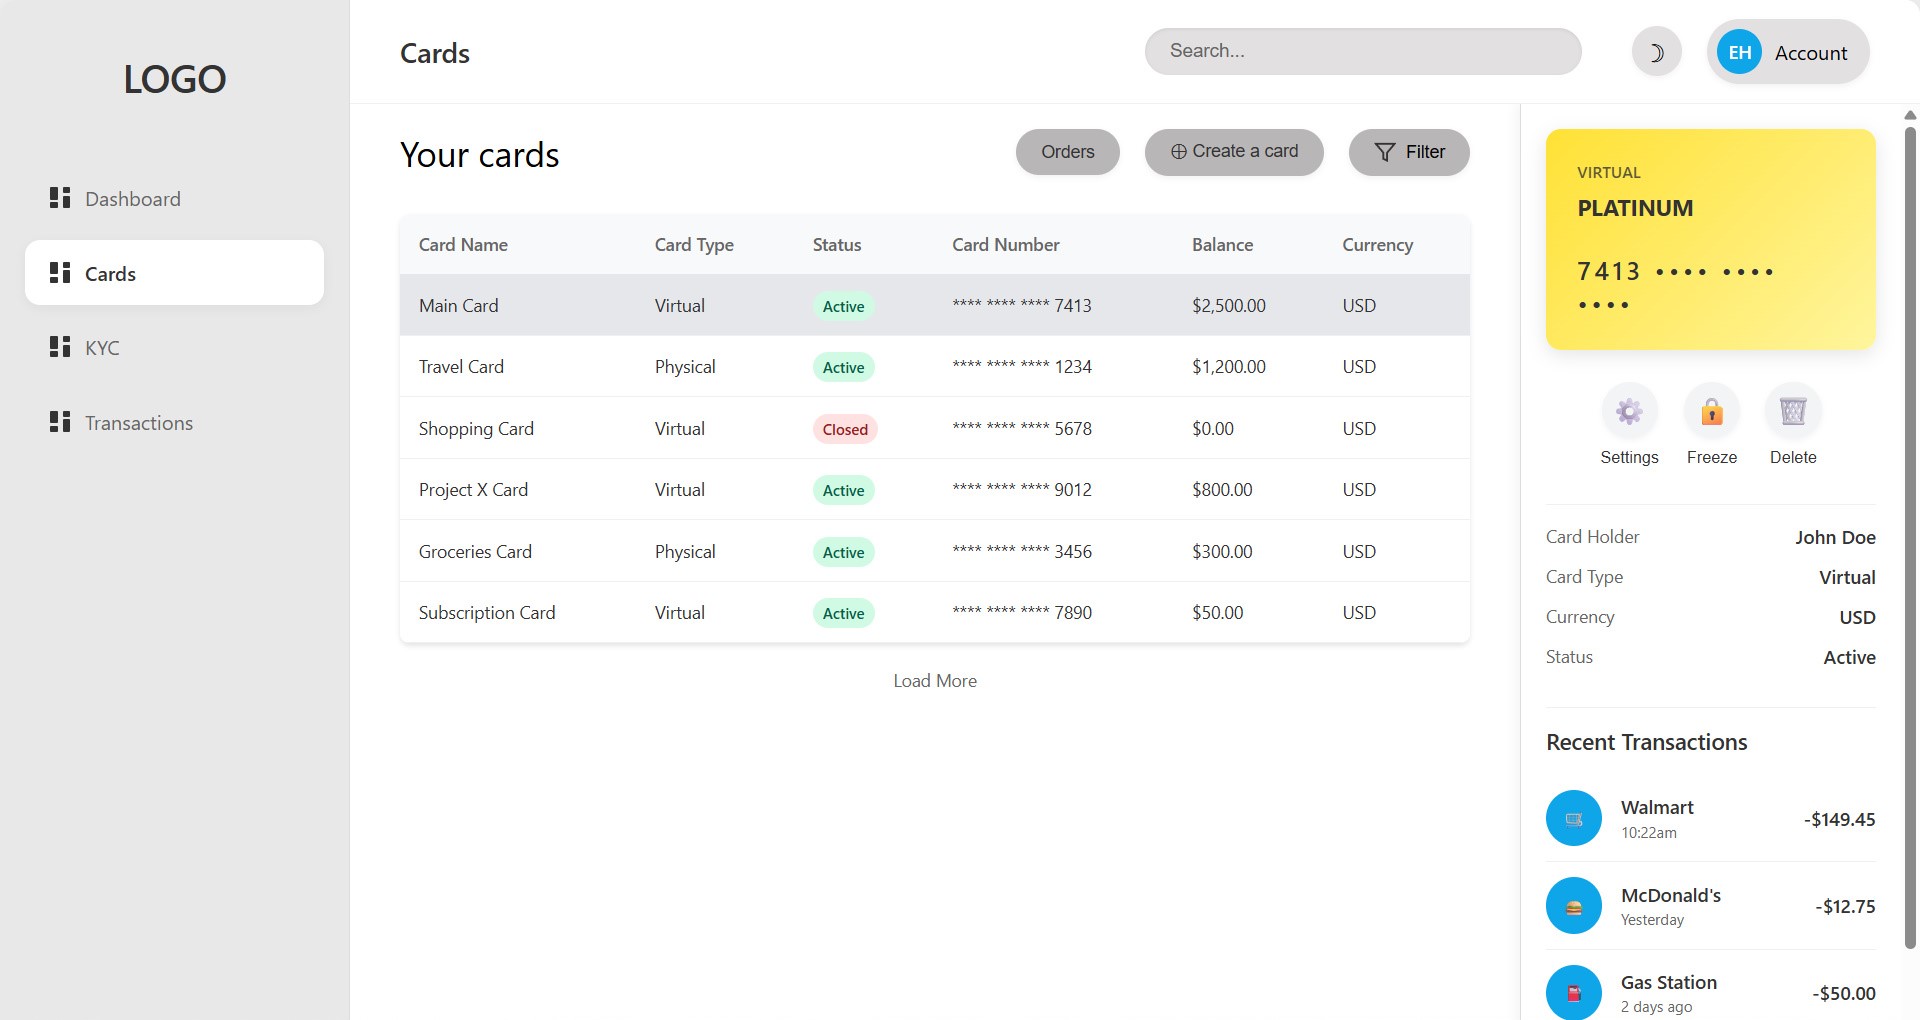 LOGO
Dashboard
Cards
KYC
Transactions
Cards
Search...
EH Account
Your cards
Orders
Create a card
Filter
Card Name Card Type Status Card Number Balance Currency
Main Card Virtual Active **** **** **** 7413 $2,500.00 USD
Travel Card Physical Active **** **** **** 1234 $1,200.00 USD
Shopping Card Virtual Closed **** **** **** 5678 $0.00 USD
Project X Card Virtual Active **** **** **** 9012 $800.00 USD
Groceries Card Physical Active **** **** **** 3456 $300.00 USD
Subscription Card Virtual Active **** **** **** 7890 $50.00 USD
Load More
VIRTUAL
PLATINUM
7413 •••• ••••
••••
Settings Freeze Delete
Card Holder John Doe
Card Type Virtual
Currency USD
Status Active
Recent Transactions
Walmart -$149.45
10:22am
McDonald's -$12.75
Yesterday
Gas Station -$50.00
2 days ago